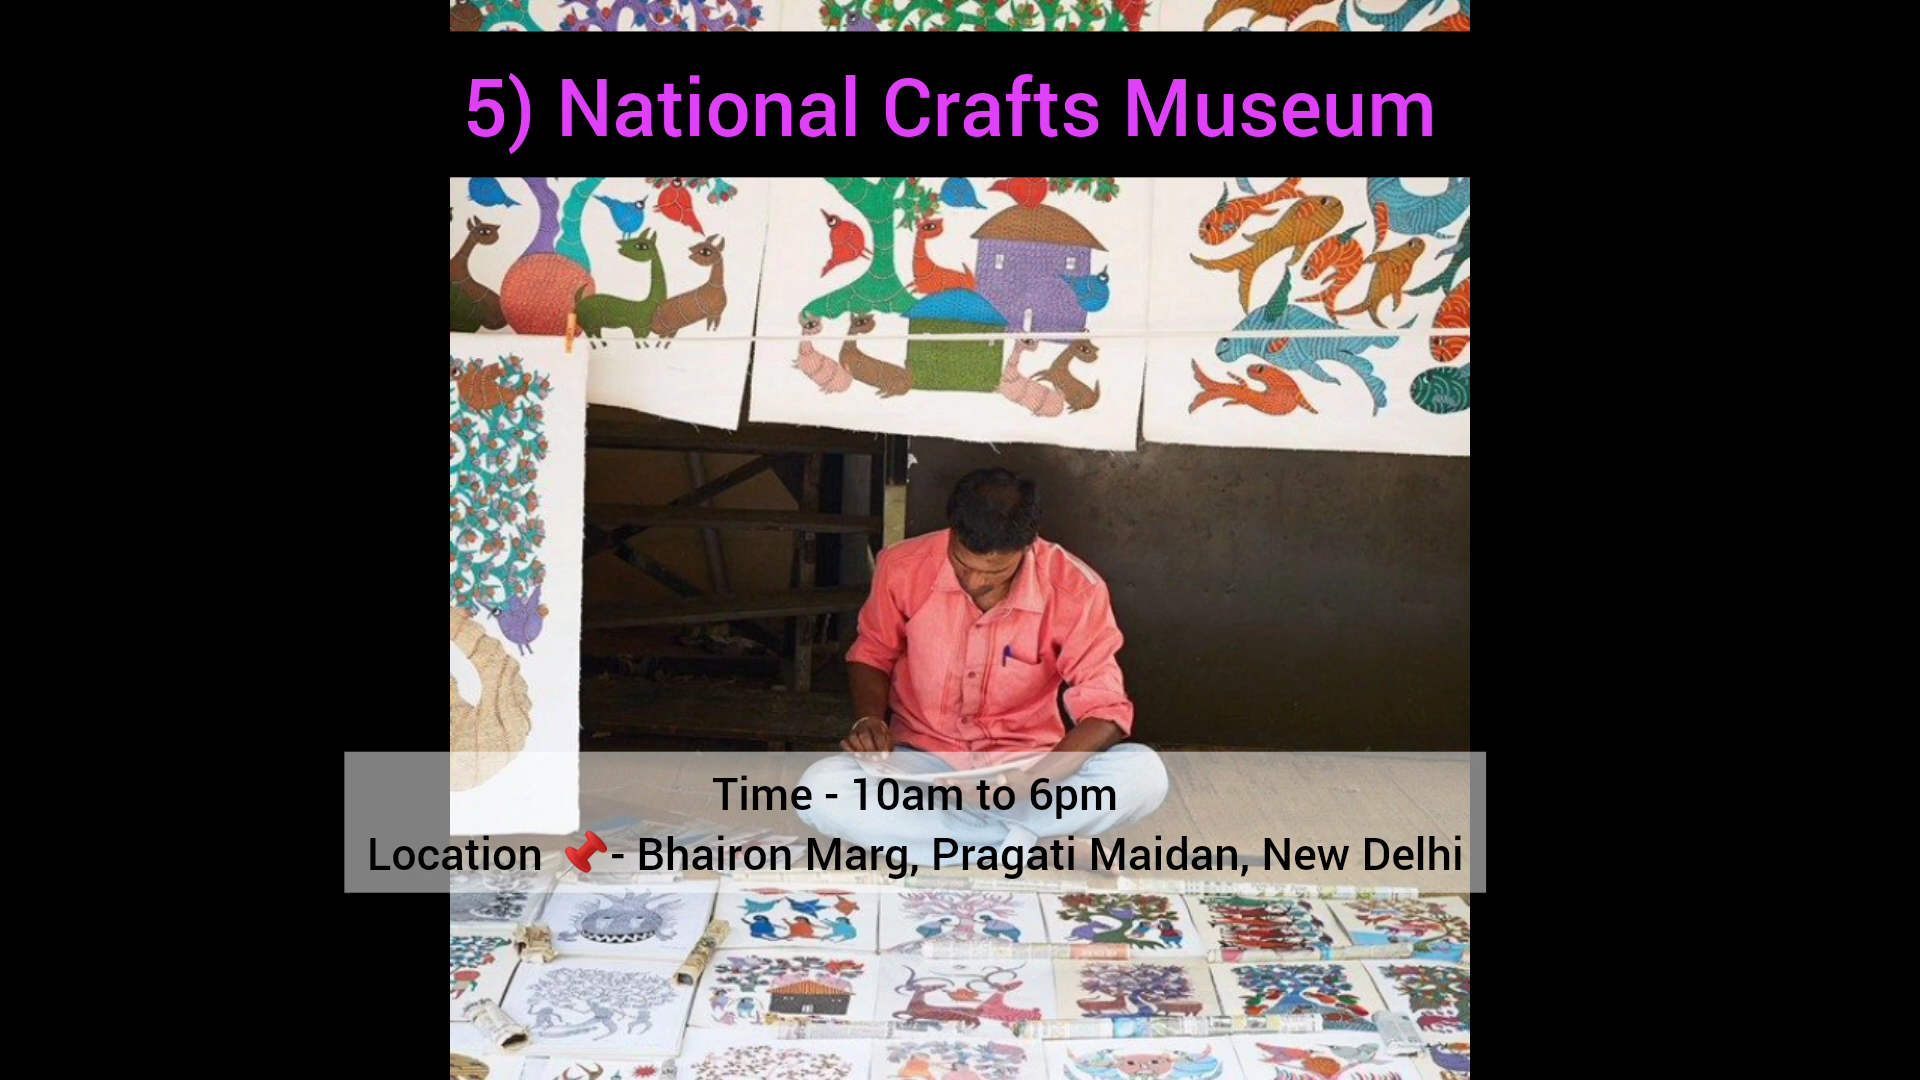 5) National Crafts Museum
Time - 10am to 6pm
Location 📌- Bhairon Marg, Pragati Maidan, New Delhi